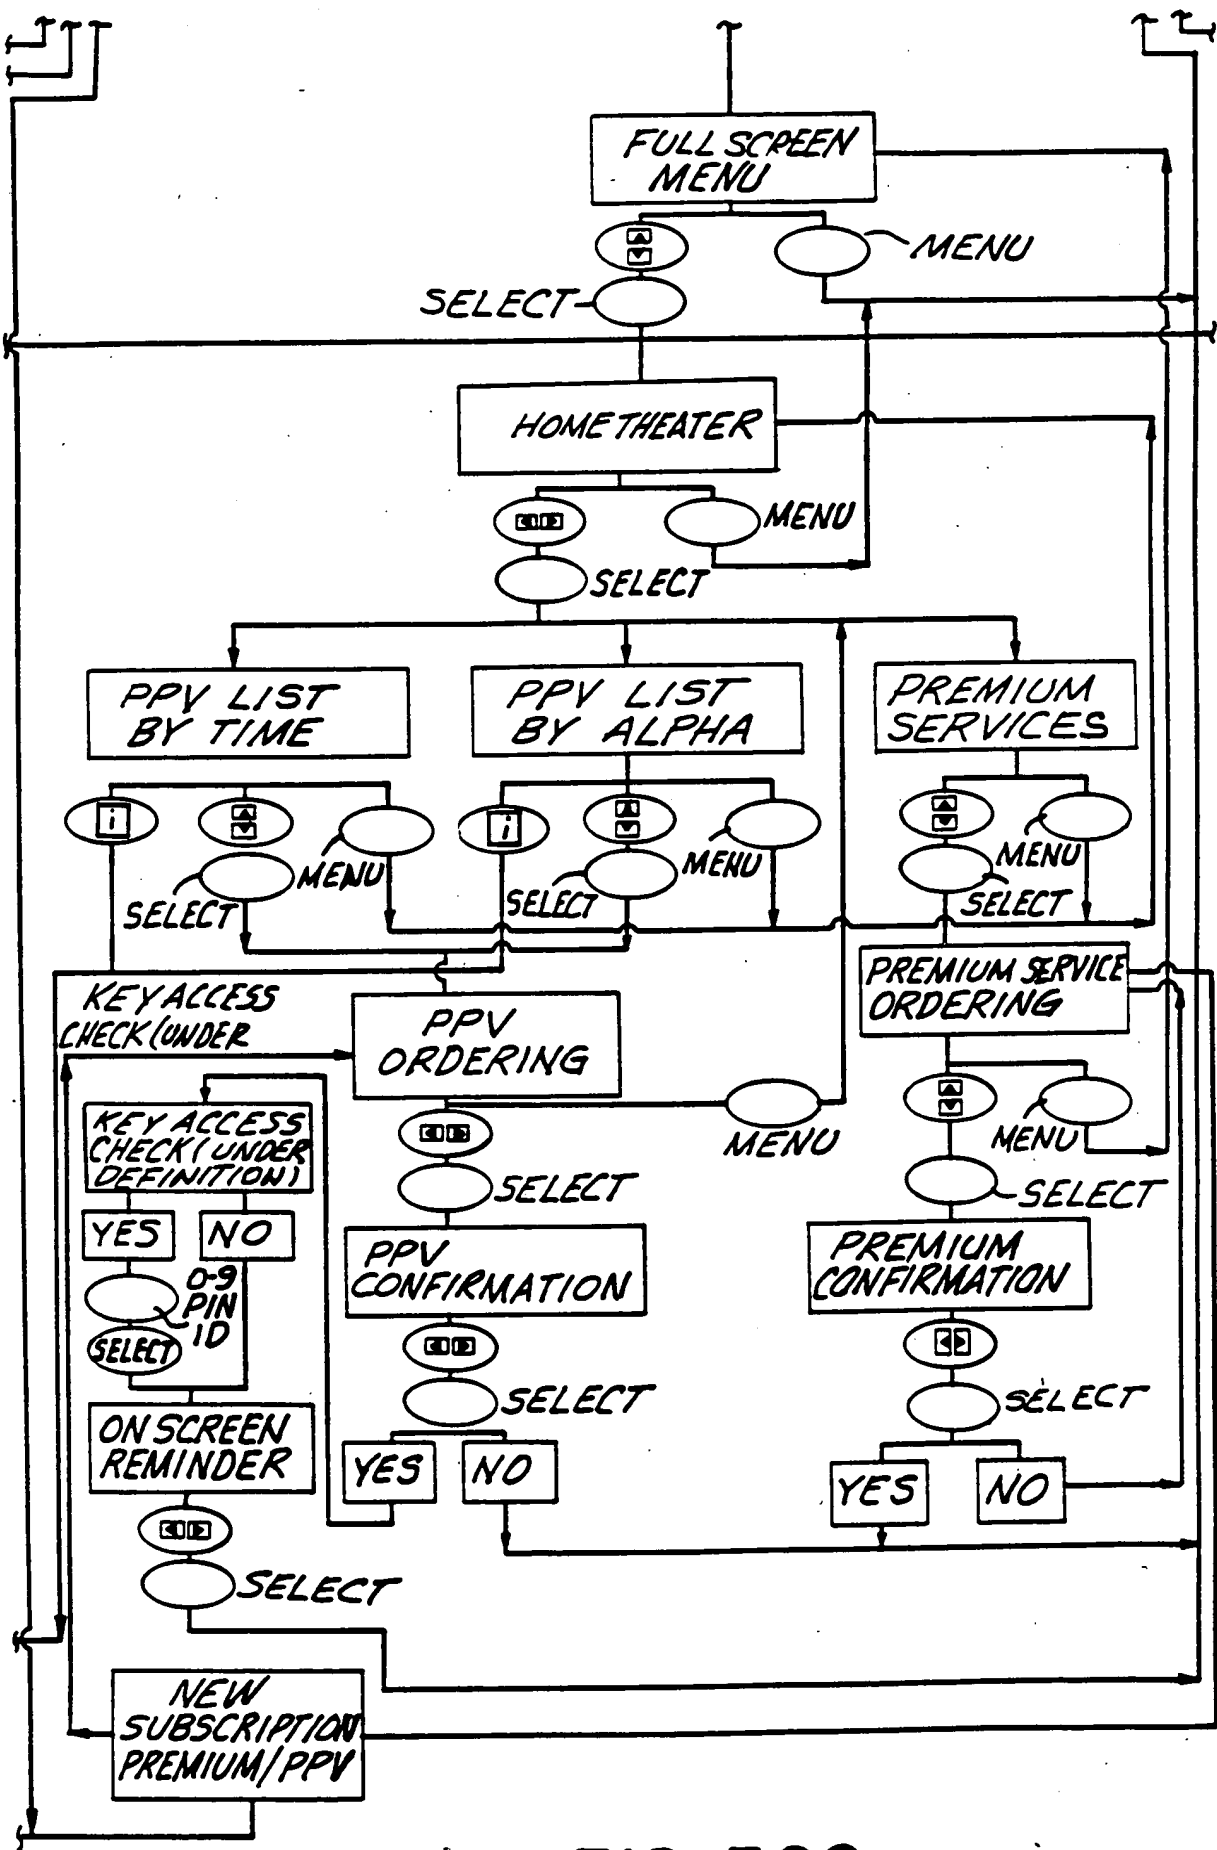 FULL SCREEN
MENU
MENU
SELECT
HOME THEATER
MENU
SELECT
PPV LIST
BY TIME
PPV LIST
BY ALPHA
PREMIUM
SERVICES
i
i
MENU
SELECT
MENU
SELECT
MENU
SELECT
KEY ACCESS
CHECK (UNDER
PPV
ORDERING
PREMIUM SERVICE
ORDERING
KEY ACCESS
CHECK (UNDER
DEFINITION)
MENU
MENU
SELECT
SELECT
YES
NO
0-9
PIN
ID
SELECT
PPV
CONFIRMATION
PREMIUM
CONFIRMATION
SELECT
SELECT
ON SCREEN
REMINDER
YES
NO
YES
NO
SELECT
NEW
SUBSCRIPTION
PREMIUM/PPV